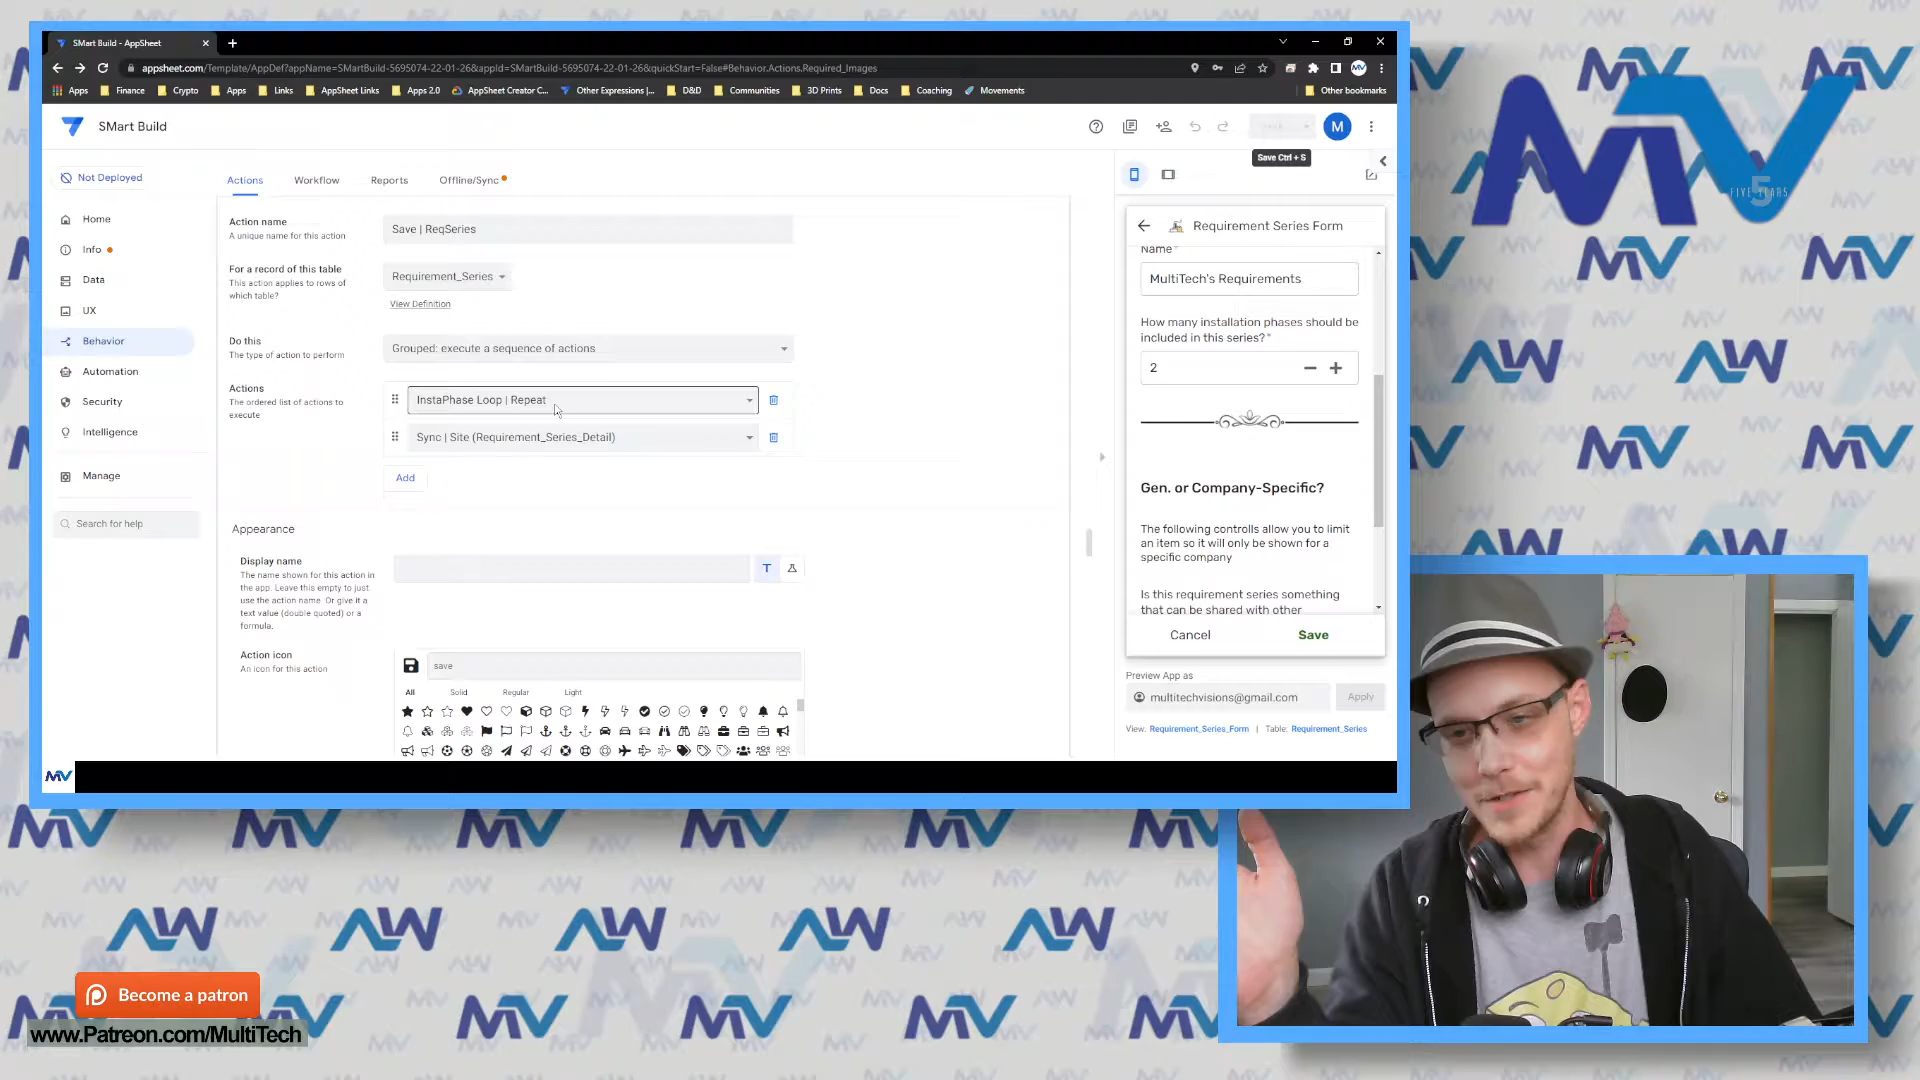 SMart Build - AppSheet
appsheet.com/Template/AppDef?appName=SMartBuild-5695074-22-01-26&appId=SMartBuild-5695074-22-01-26&quickStart=False#Behavior.Actions.Required_Images
Apps Finance Crypto Apps Links AppSheet Links Apps 2.0 AppSheet Creator C... Other Expressions |... D&D Communities 3D Prints Docs Coaching Movements Other bookmarks
SMart Build
M
Save Ctrl + S
Not Deployed
Home
Info
Data
UX
Behavior
Automation
Security
Intelligence
Manage
Search for help
Actions Workflow Reports Offline/Sync
Action name
A unique name for this action
Save | ReqSeries
For a record of this table
This action applies to rows of
which table?
Requirement_Series
View Definition
Do this
The type of action to perform
Grouped: execute a sequence of actions
Actions
The ordered list of actions to
execute
InstaPhase Loop | Repeat
Sync | Site (Requirement_Series_Detail)
Add
Appearance
Display name
The name shown for this action in
the app. Leave this empty to just
use the action name. Or give it a
text value (double quoted) or a
formula.
T
Action icon
An icon for this action
save
All Solid Regular Light
Requirement Series Form
Name*
MultiTech's Requirements
How many installation phases should be
included in this series?*
2
Gen. or Company-Specific?
The following controlls allow you to limit
an item so it will only be shown for a
specific company
Is this requirement series something
that can be shared with other
Cancel Save
Preview App as
multitechvisions@gmail.com
Apply
View: Requirement_Series_Form | Table: Requirement_Series
MV
FIVE YEARS
5
Become a patron
www.Patreon.com/MultiTech